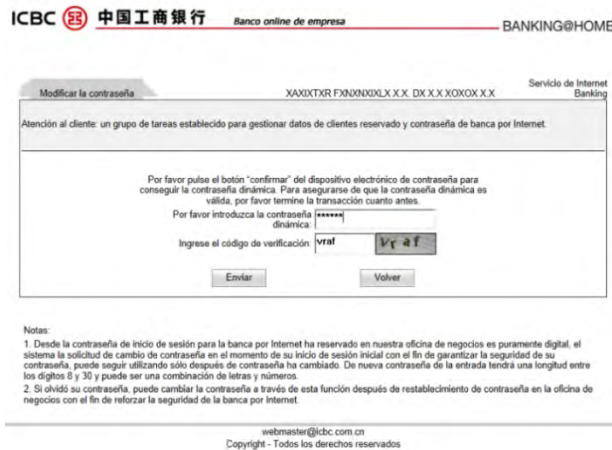 ICBC 中国工商银行 Banco online de empresa
BANKING@HOME
Modificar la contraseña
XAXIXTXR FXNXNXIXLX X.X. DX X.X XOXOX X.X
Servicio de Internet
Banking
Atención al cliente: un grupo de tareas establecido para gestionar datos de clientes reservado y contraseña de banca por Internet.
Por favor pulse el botón “confirmar” del dispositivo electrónico de contraseña para
conseguir la contraseña dinámica. Para asegurarse de que la contraseña dinámica es
válida, por favor termine la transacción cuanto antes.
Por favor introduzca la contraseña
dinámica: ******
Ingrese el código de verificación: vraf vraf
Enviar Volver
Notas:
1. Desde la contraseña de inicio de sesión para la banca por Internet ha reservado en nuestra oficina de negocios es puramente digital, el
sistema la solicitud de cambio de contraseña en el momento de su inicio de sesión inicial con el fin de garantizar la seguridad de su
contraseña, puede seguir utilizando sólo después de contraseña ha cambiado. De nueva contraseña de la entrada tendrá una longitud entre
los dígitos 8 y 30 y puede ser una combinación de letras y números.
2. Si olvidó su contraseña, puede cambiar la contraseña a través de esta función después de restablecimiento de contraseña en la oficina de
negocios con el fin de reforzar la seguridad de la banca por Internet.
webmaster@icbc.com.cn
Copyright - Todos los derechos reservados